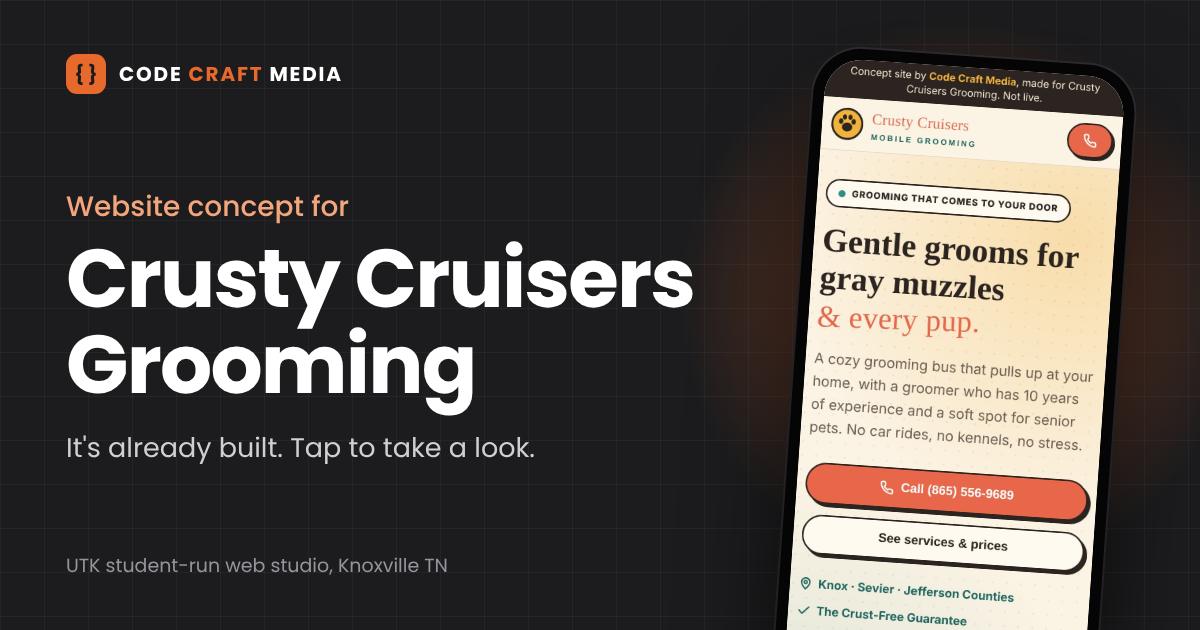 { } CODE CRAFT MEDIA
Website concept for
Crusty Cruisers
Grooming
It's already built. Tap to take a look.
UTK student-run web studio, Knoxville TN
Concept site by Code Craft Media, made for Crusty
Cruisers Grooming. Not live.
Crusty Cruisers
MOBILE GROOMING
GROOMING THAT COMES TO YOUR DOOR
Gentle grooms for
gray muzzles
& every pup.
A cozy grooming bus that pulls up at your
home, with a groomer who has 10 years
of experience and a soft spot for senior
pets. No car rides, no kennels, no stress.
Call (865) 556-9689
See services & prices
Knox · Sevier · Jefferson Counties
The Crust-Free Guarantee